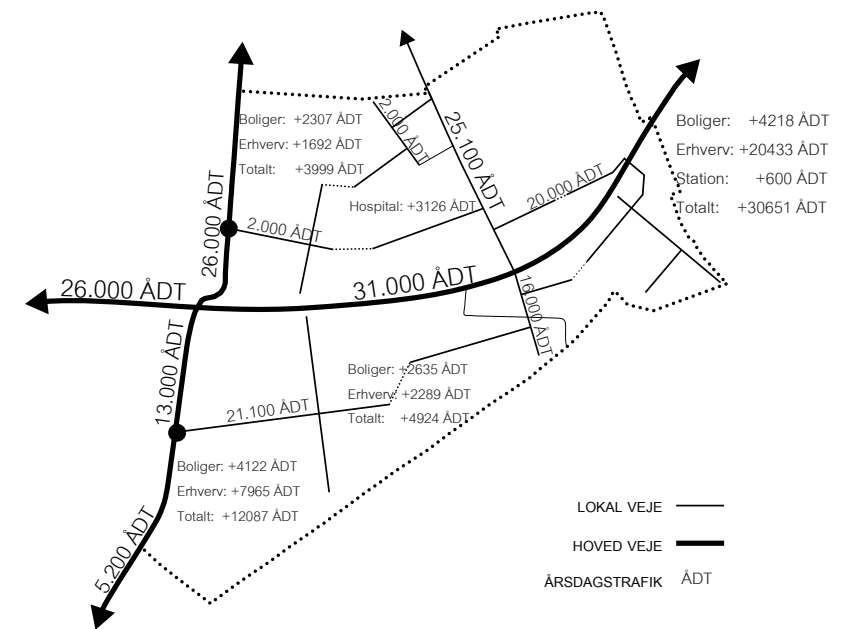 Boliger: +2307 ÅDT
Erhverv: +1692 ÅDT
Totalt: +3999 ÅDT
2.000 ÅDT
25.100 ÅDT
Boliger: +4218 ÅDT
Erhverv: +20433 ÅDT
Station: +600 ÅDT
Totalt: +30651 ÅDT
26.000 ÅDT
Hospital: +3126 ÅDT
20.000 ÅDT
2.000 ÅDT
26.000 ÅDT
31.000 ÅDT
16.000 ÅDT
13.000 ÅDT
Boliger: +2635 ÅDT
Erhverv: +2289 ÅDT
Totalt: +4924 ÅDT
21.100 ÅDT
Boliger: +4122 ÅDT
Erhverv: +7965 ÅDT
Totalt: +12087 ÅDT
5.200 ÅDT
LOKAL VEJE
HOVED VEJE
ÅRSDAGSTRAFIK ÅDT